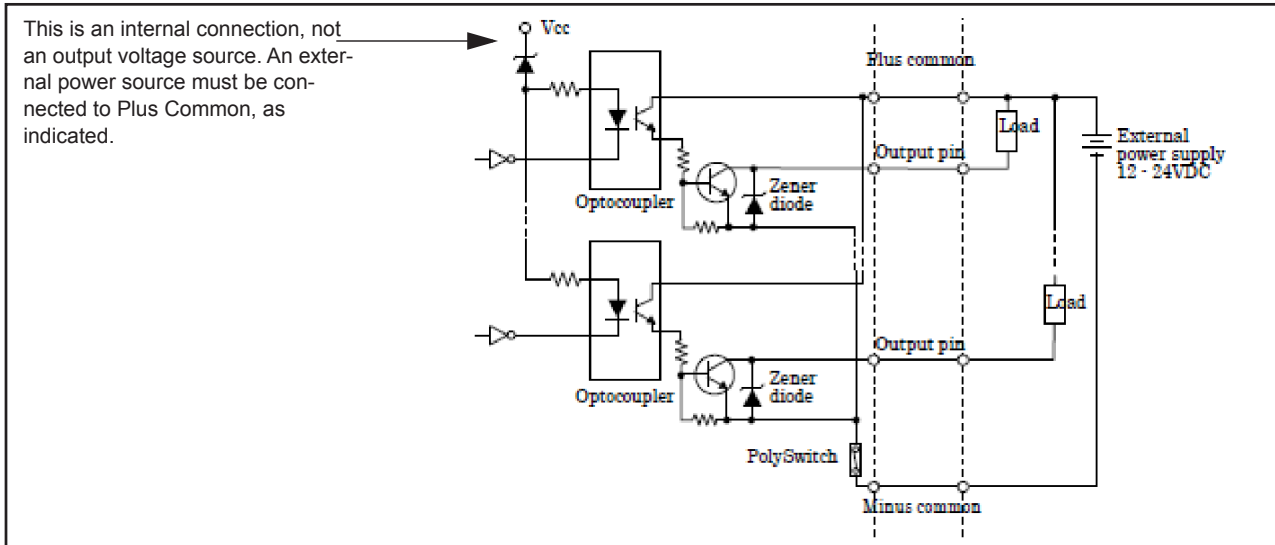 This is an internal connection, not
an output voltage source. An exter-
nal power source must be con-
nected to Plus Common, as
indicated.
Vcc
Plus common
Load
External
power supply
12 - 24VDC
Output pin
Zener
diode
Optocoupler
Load
Output pin
Zener
diode
Optocoupler
PolySwitch
Minus common